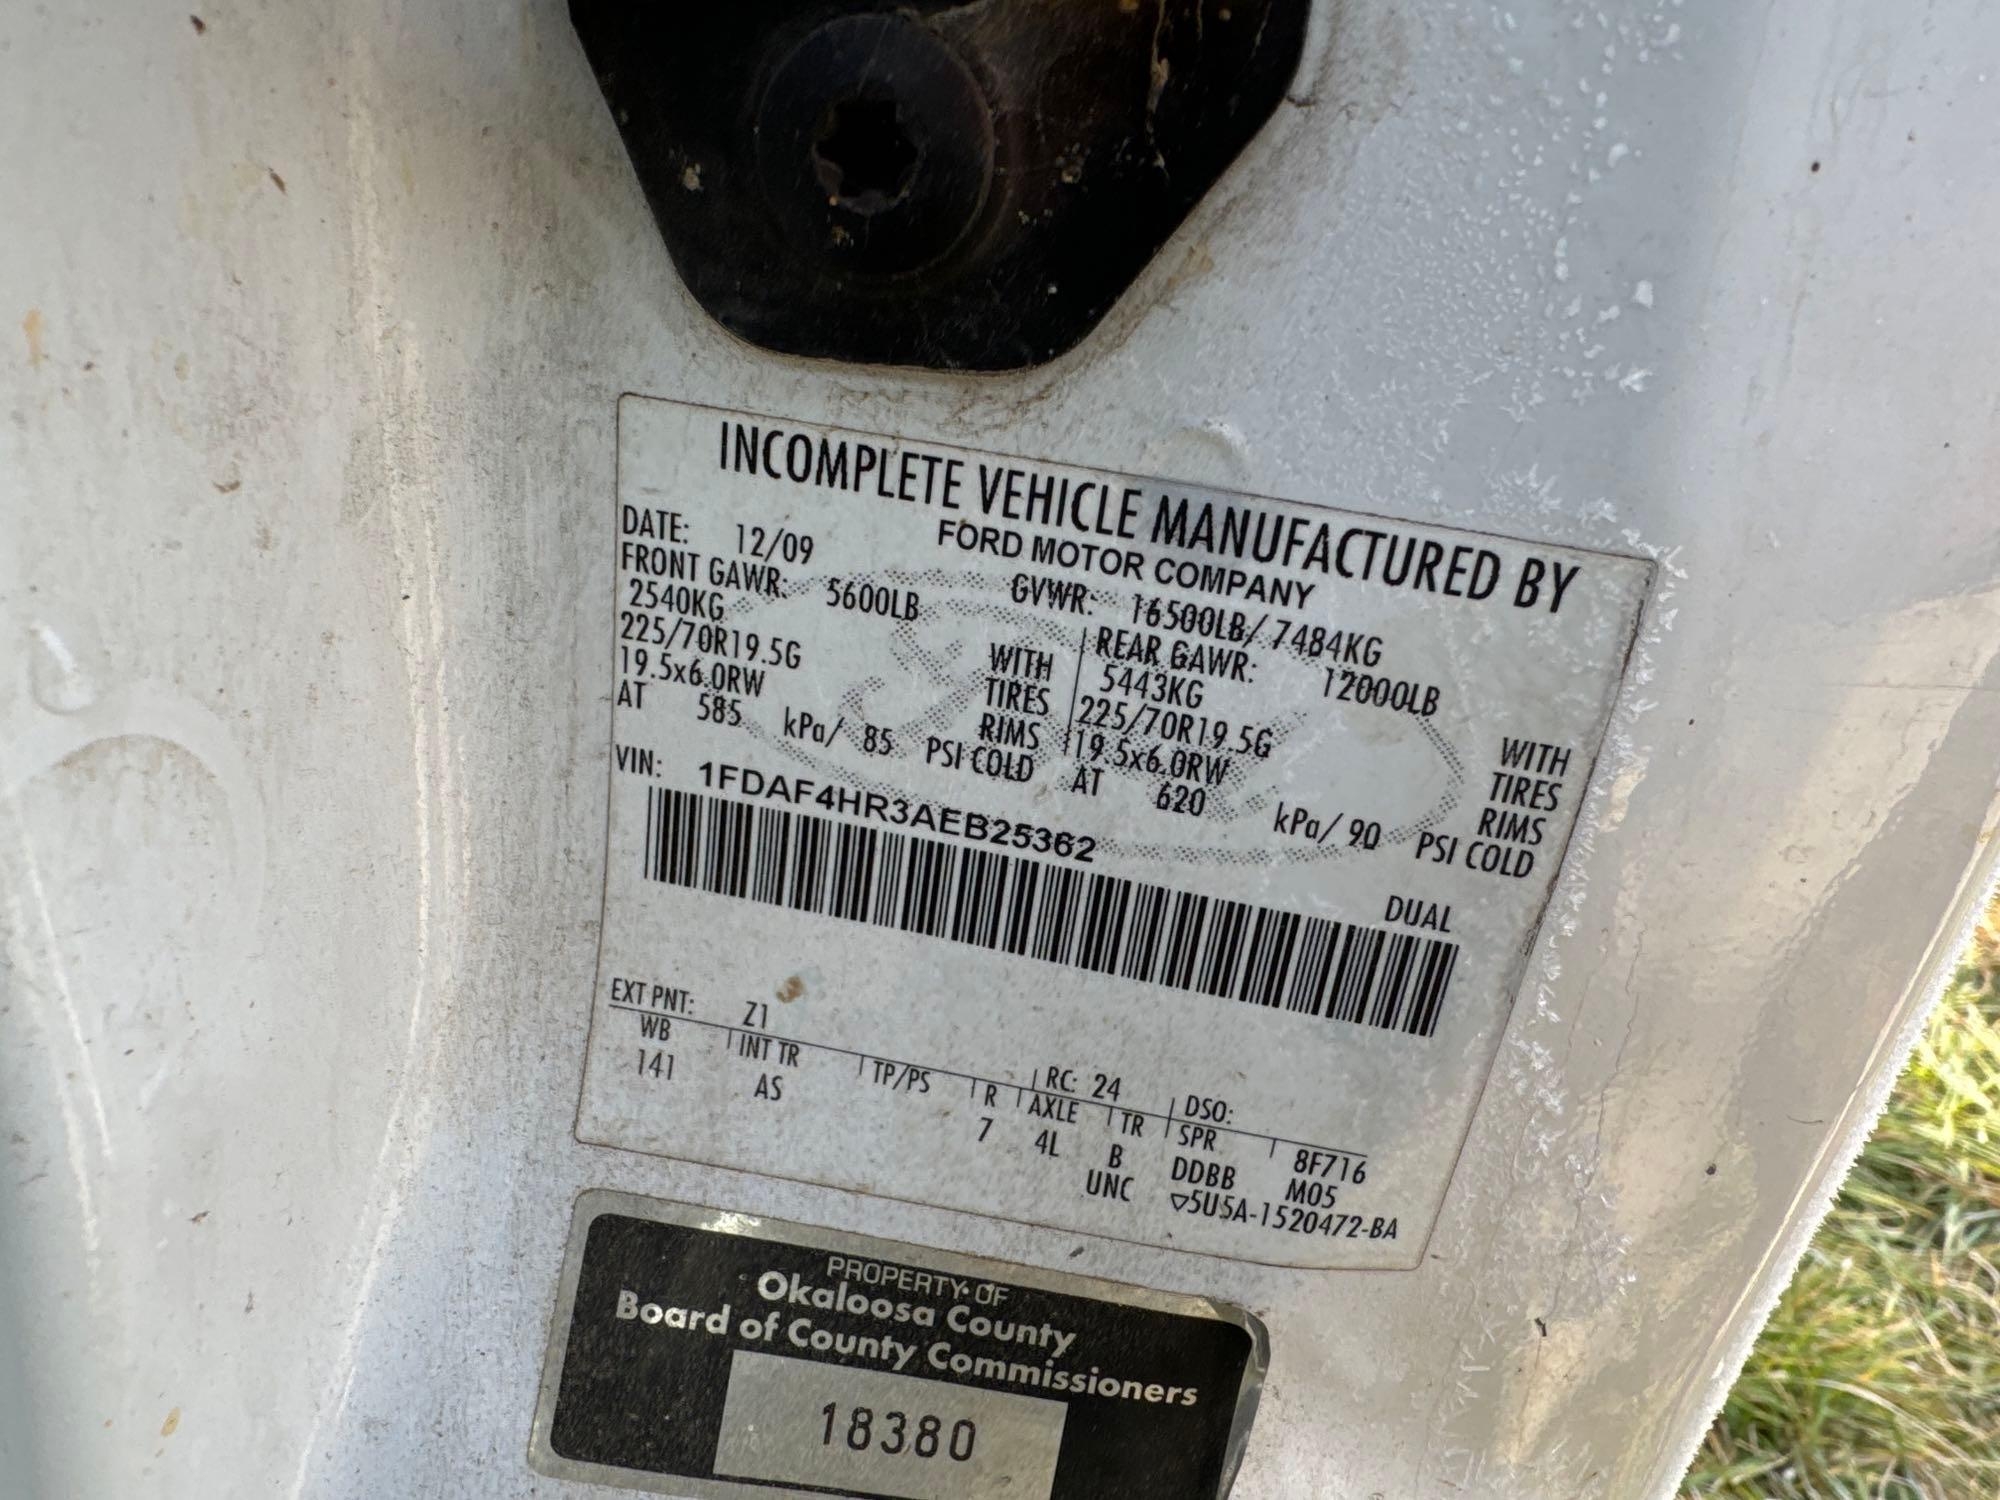 INCOMPLETE VEHICLE MANUFACTURED BY
FORD MOTOR COMPANY
DATE: 12/09
GVWR: 16500LB/ 7484KG
FRONT GAWR: 5600LB
2540KG WITH
225/70R19.5G TIRES
19.5x6.0RW RIMS
AT 585 kPa/ 85 PSI COLD
REAR GAWR: 12000LB
5443KG WITH
225/70R19.5G TIRES
19.5x6.0RW RIMS
AT 620 kPa/ 90 PSI COLD
VIN: 1FDAF4HR3AEB25362
DUAL
EXT PNT: Z1 RC: 24 DSO:
WB INT TR TP/PS R AXLE TR SPR 8F716
141 AS 7 4L B DDBB M05
UNC ▽5U5A-1520472-BA
PROPERTY OF
Okaloosa County
Board of County Commissioners
18380